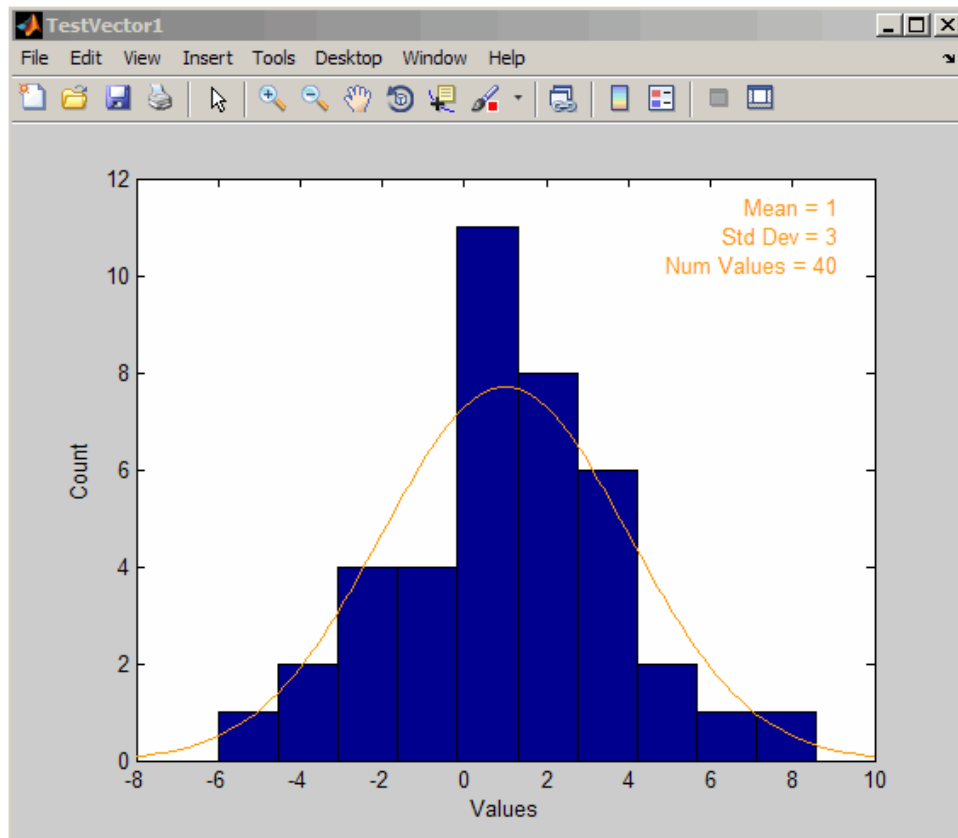 TestVector1
File Edit View Insert Tools Desktop Window Help
Mean = 1
Std Dev = 3
Num Values = 40
12
10
8
6
4
2
0
Count
-8 -6 -4 -2 0 2 4 6 8 10
Values